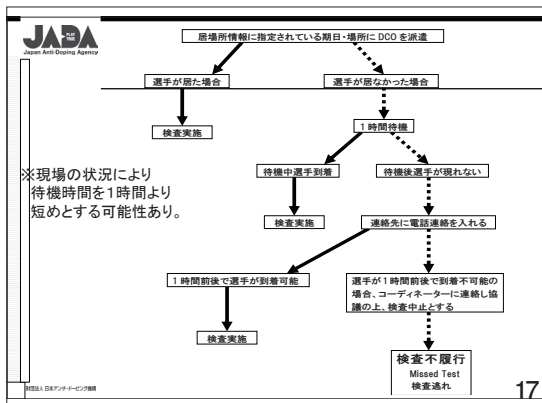 JADA
PLAY
TRUE
Japan Anti-Doping Agency
居場所情報に指定されている期日・場所に DCO を派遣
選手が居た場合
選手が居なかった場合
検査実施
1時間待機
※現場の状況により
待機時間を1時間より
短めとする可能性あり。
待機中選手到着
待機後選手が現れない
検査実施
連絡先に電話連絡を入れる
1時間前後で選手が到着可能
選手が1時間前後で到着不可能の
場合、コーディネーターに連絡し協
議の上、検査中止とする
検査実施
検査不履行
Missed Test
検査逃れ
財団法人 日本アンチ・ドーピング機構
17